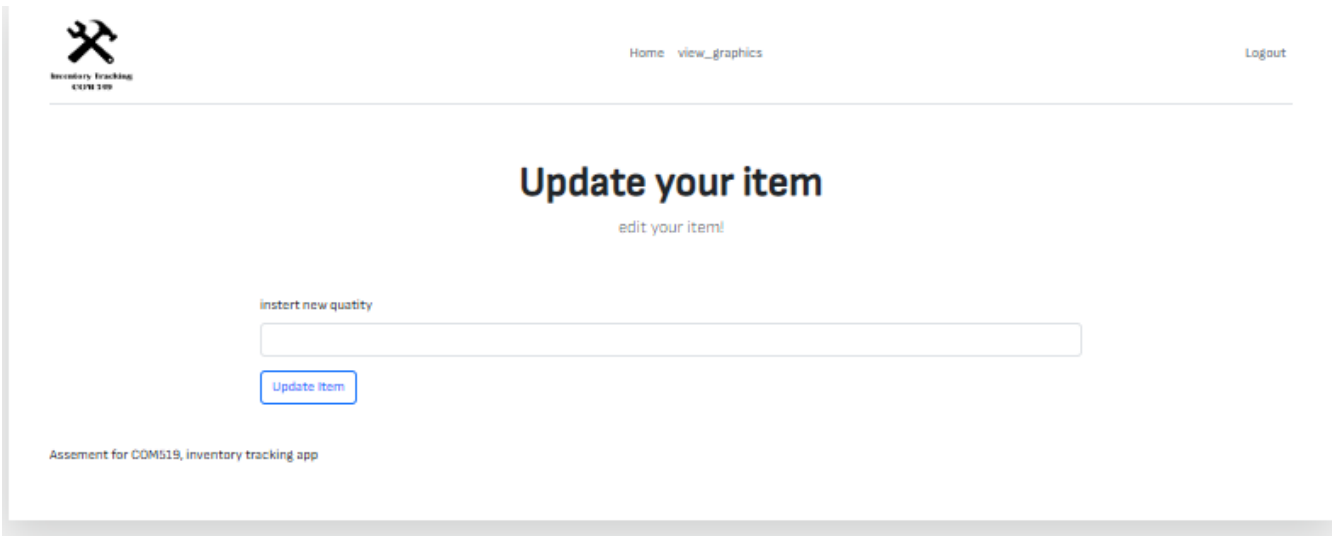 Inventory Tracking
COM 519
Home view_graphics Logout
Update your item
edit your item!
instert new quatity
Update Item
Assement for COM519, inventory tracking app